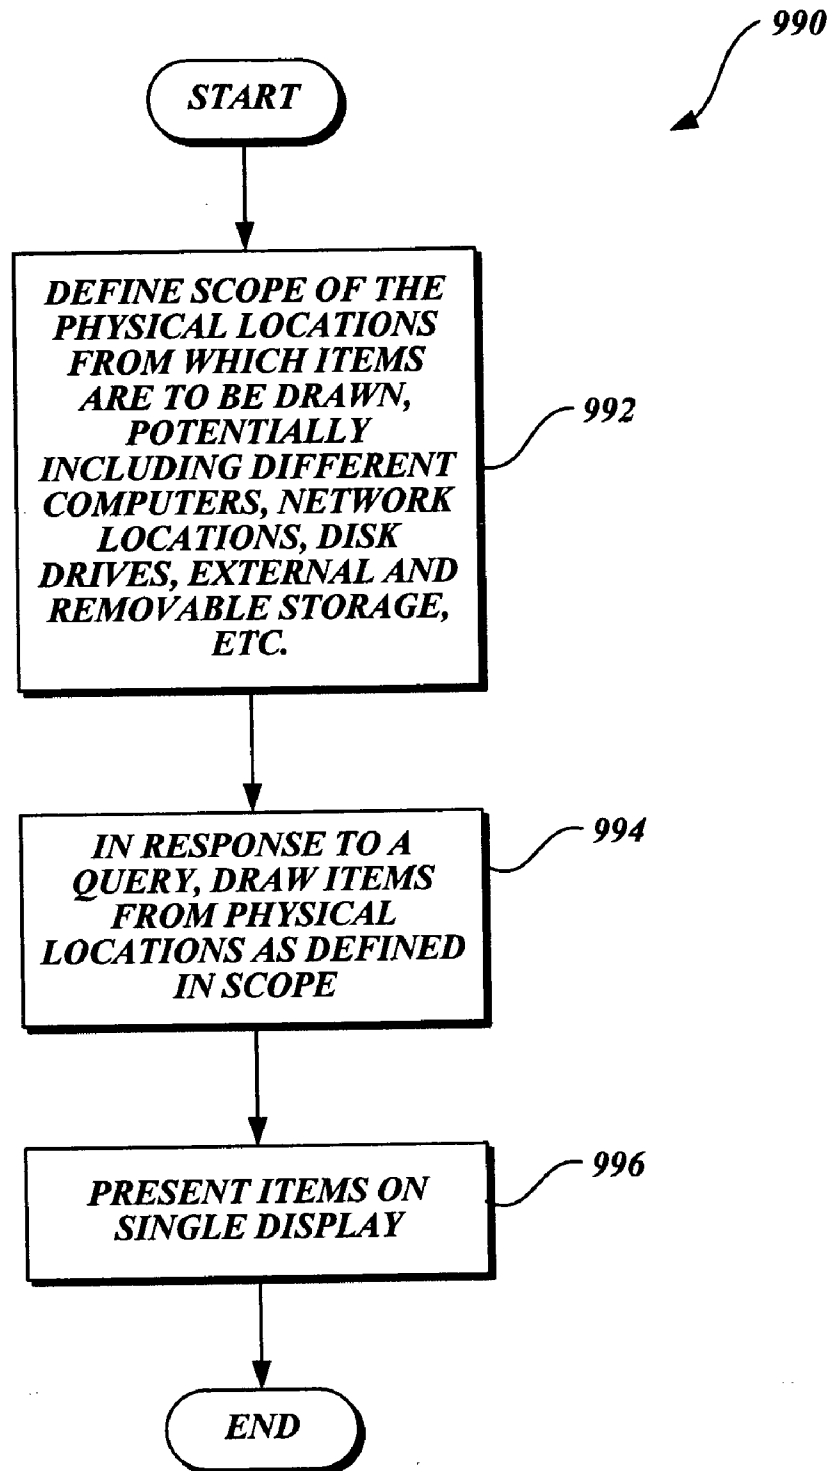 990
START
DEFINE SCOPE OF THE
PHYSICAL LOCATIONS
FROM WHICH ITEMS
ARE TO BE DRAWN,
POTENTIALLY
INCLUDING DIFFERENT
COMPUTERS, NETWORK
LOCATIONS, DISK
DRIVES, EXTERNAL AND
REMOVABLE STORAGE,
ETC.
992
IN RESPONSE TO A
QUERY, DRAW ITEMS
FROM PHYSICAL
LOCATIONS AS DEFINED
IN SCOPE
994
PRESENT ITEMS ON
SINGLE DISPLAY
996
END